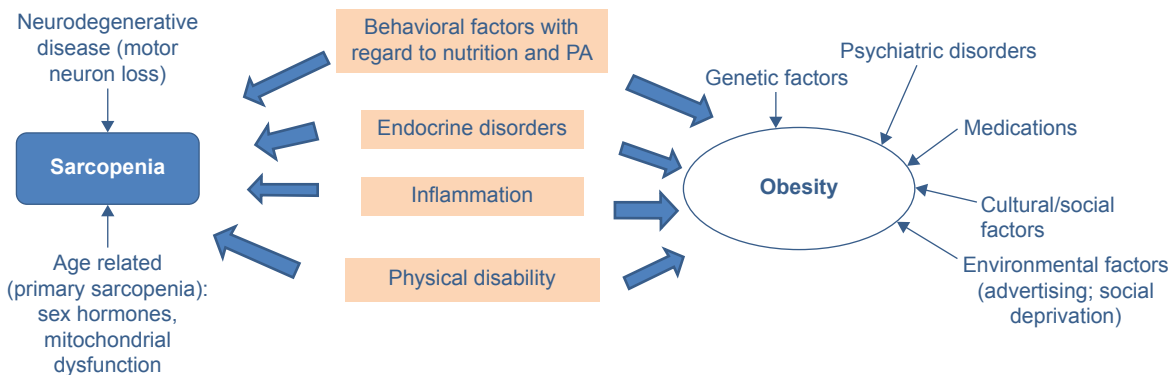 Neurodegenerative
disease (motor
neuron loss)
Sarcopenia
Age related
(primary sarcopenia):
sex hormones,
mitochondrial
dysfunction
Behavioral factors with
regard to nutrition and PA
Endocrine disorders
Inflammation
Physical disability
Genetic factors
Psychiatric disorders
Medications
Obesity
Cultural/social
factors
Environmental factors
(advertising; social
deprivation)